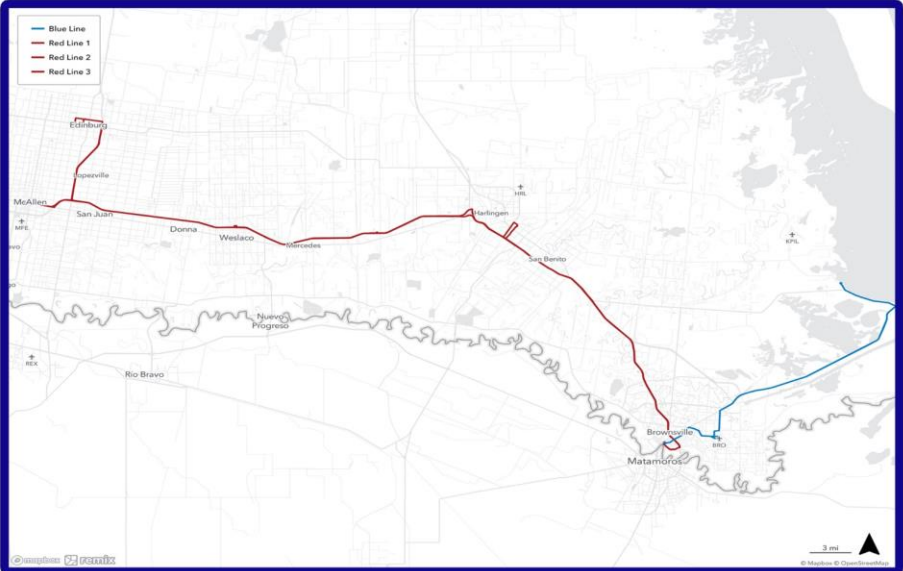 Blue Line
Red Line 1
Red Line 2
Red Line 3
Edinburg
Lopezville
McAllen
San Juan
MFE
Donna
Weslaco
Mercedes
Harlingen
HRL
San Benito
KPIL
Nuevo
Progreso
REX
Rio Bravo
Brownsville
BRO
Matamoros
3 mi
mapbox remix
© Mapbox © OpenStreetMap